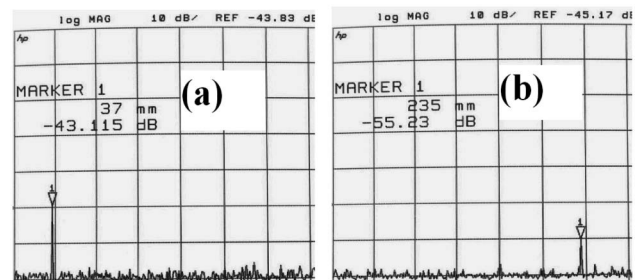 log MAG 10 dB/ REF -43.83 dB
hp
MARKER 1
37 mm
-43.115 dB
(a)
1
log MAG 10 dB/ REF -45.17 dB
hp
MARKER 1
235 mm
-55.23 dB
(b)
1